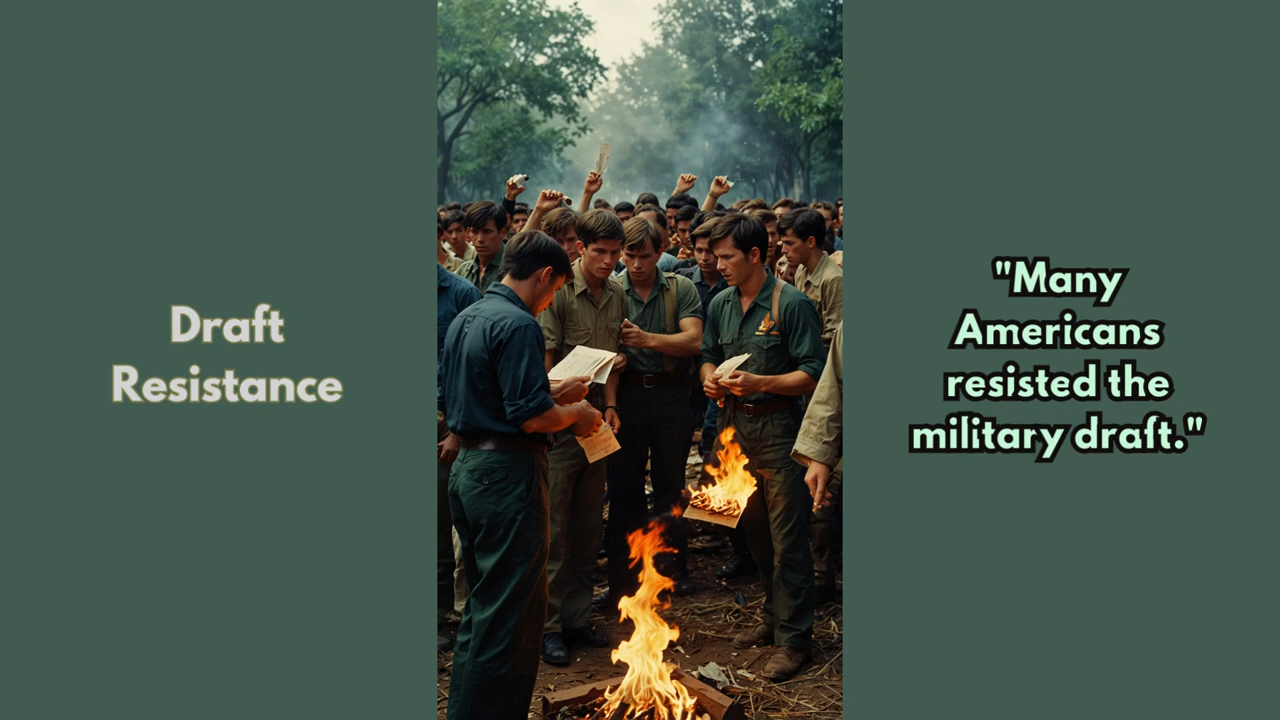 Draft
Resistance
"Many
Americans
resisted the
military draft."